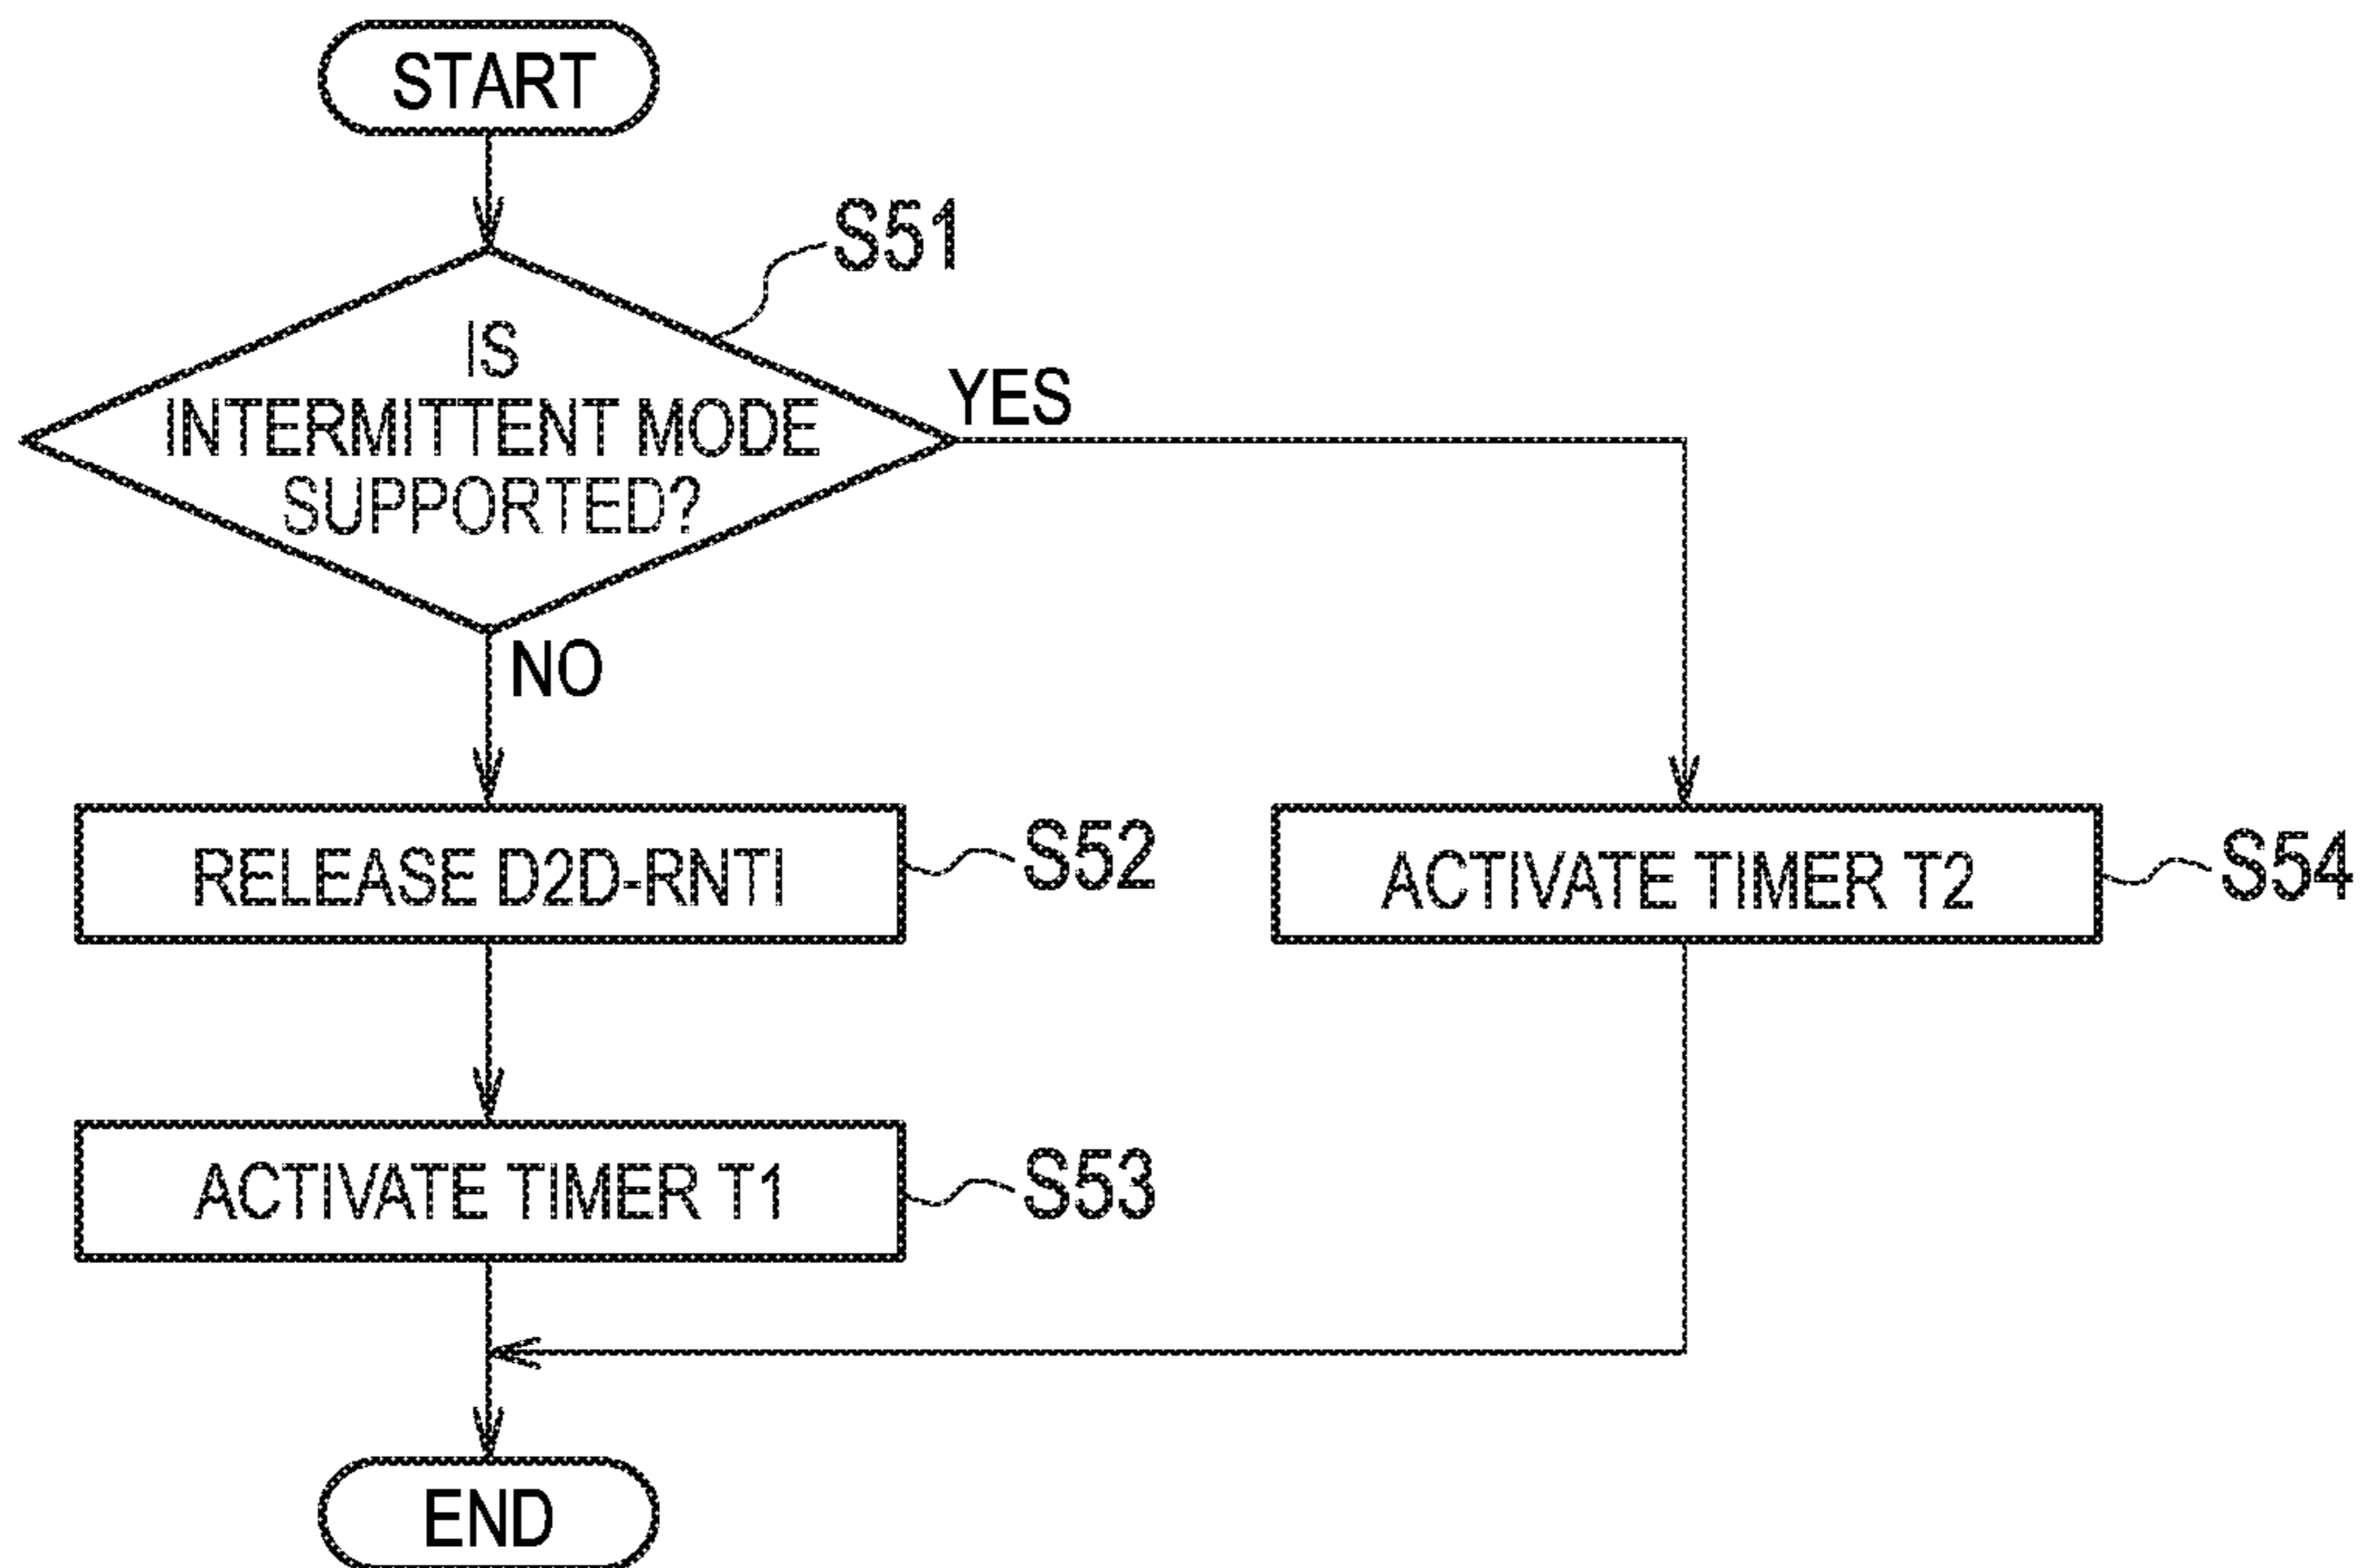 START
S51
IS
INTERMITTENT MODE
SUPPORTED?
YES
NO
RELEASE D2D-RNTI
S52
ACTIVATE TIMER T2
S54
ACTIVATE TIMER T1
S53
END